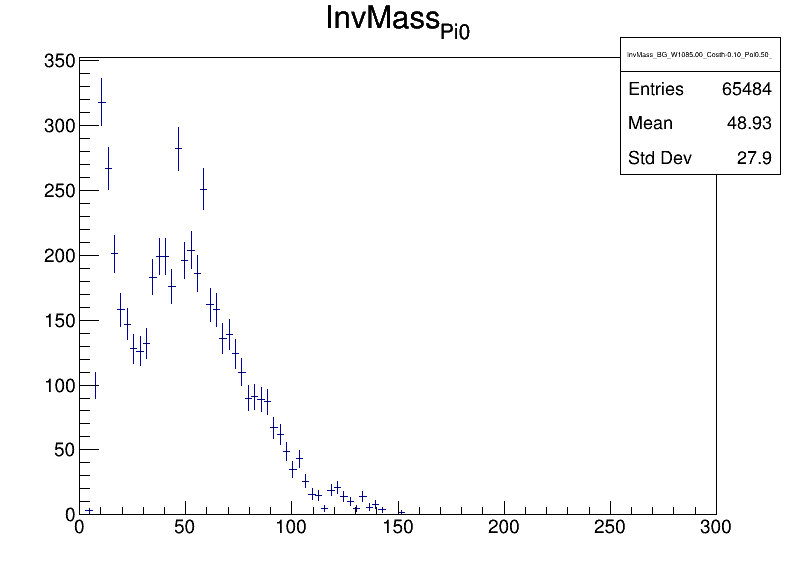 InvMass_Pi0
InvMass_BG_W1085.00_Costh-0.10_Pol0.50_
Entries 65484
Mean 48.93
Std Dev 27.9
350
300
250
200
150
100
50
0
0 50 100 150 200 250 300